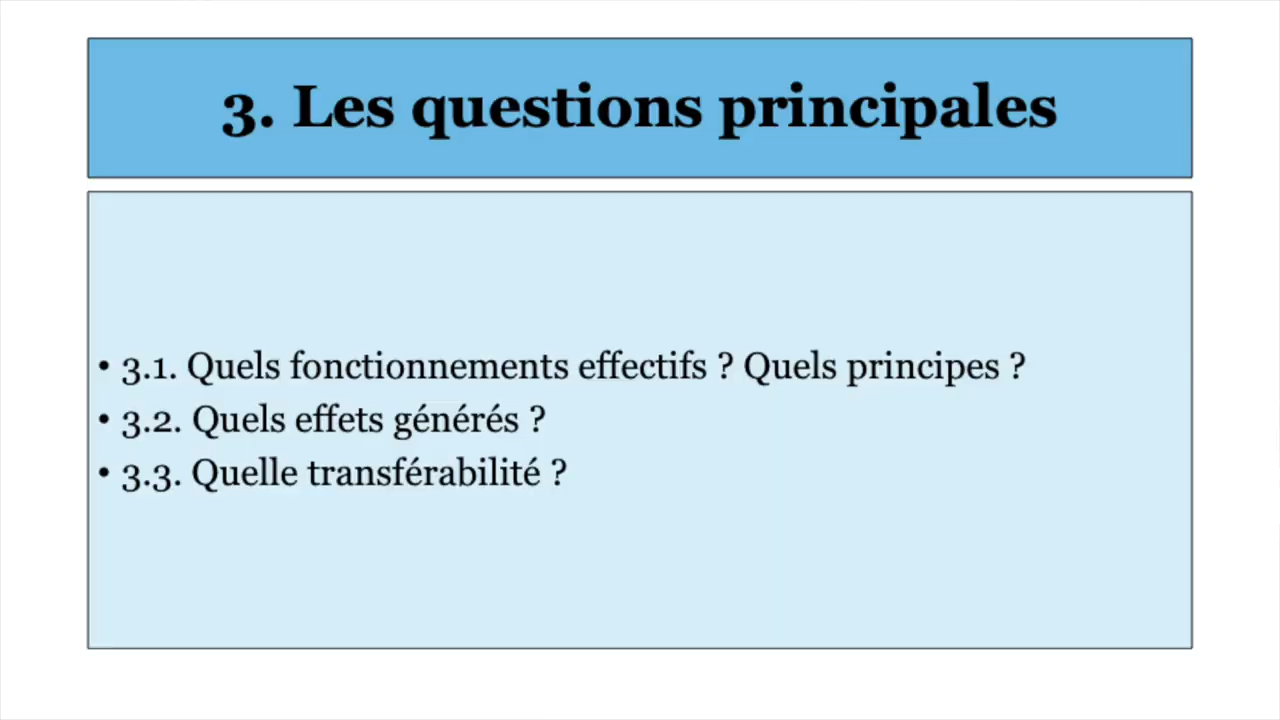 3. Les questions principales
• 3.1. Quels fonctionnements effectifs ? Quels principes ?
• 3.2. Quels effets générés ?
• 3.3. Quelle transférabilité ?